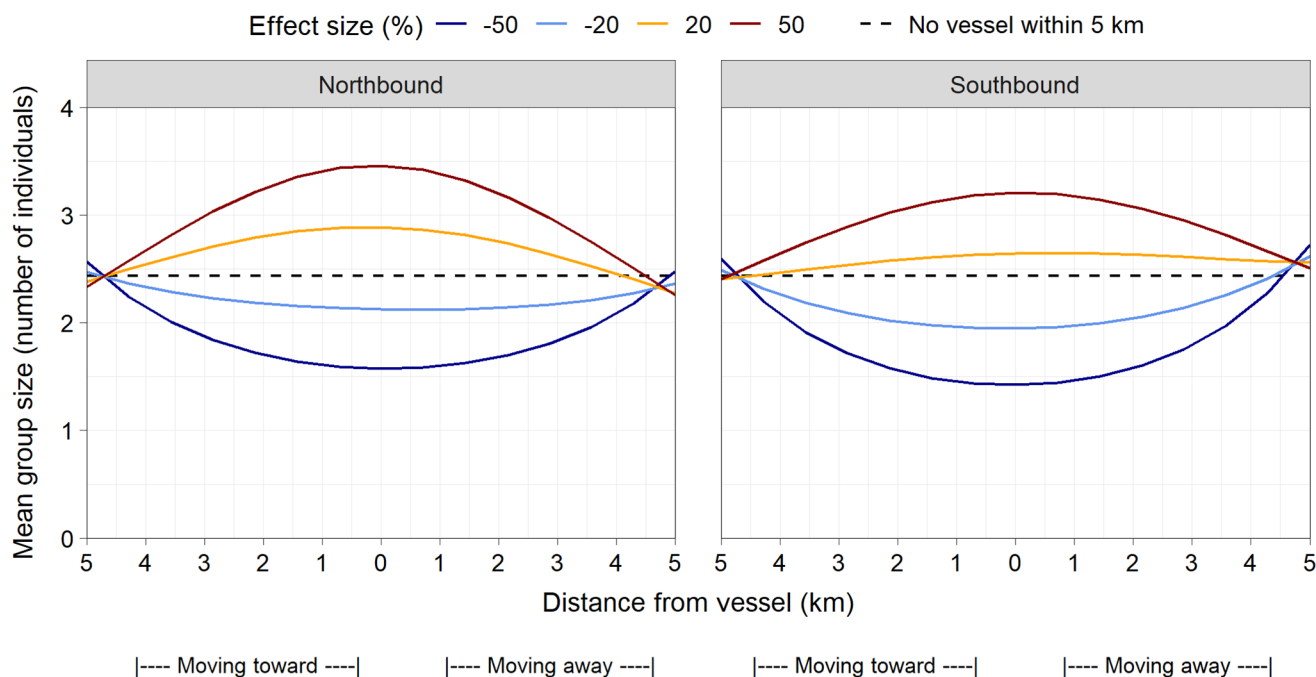 Effect size (%) -50 -20 20 50 No vessel within 5 km
Northbound Southbound
Mean group size (number of individuals)
4
3
2
1
0
5 4 3 2 1 0 1 2 3 4 5 5 4 3 2 1 0 1 2 3 4 5
Distance from vessel (km)
|---- Moving toward ----| |---- Moving away ----| |---- Moving toward ----| |---- Moving away ----|